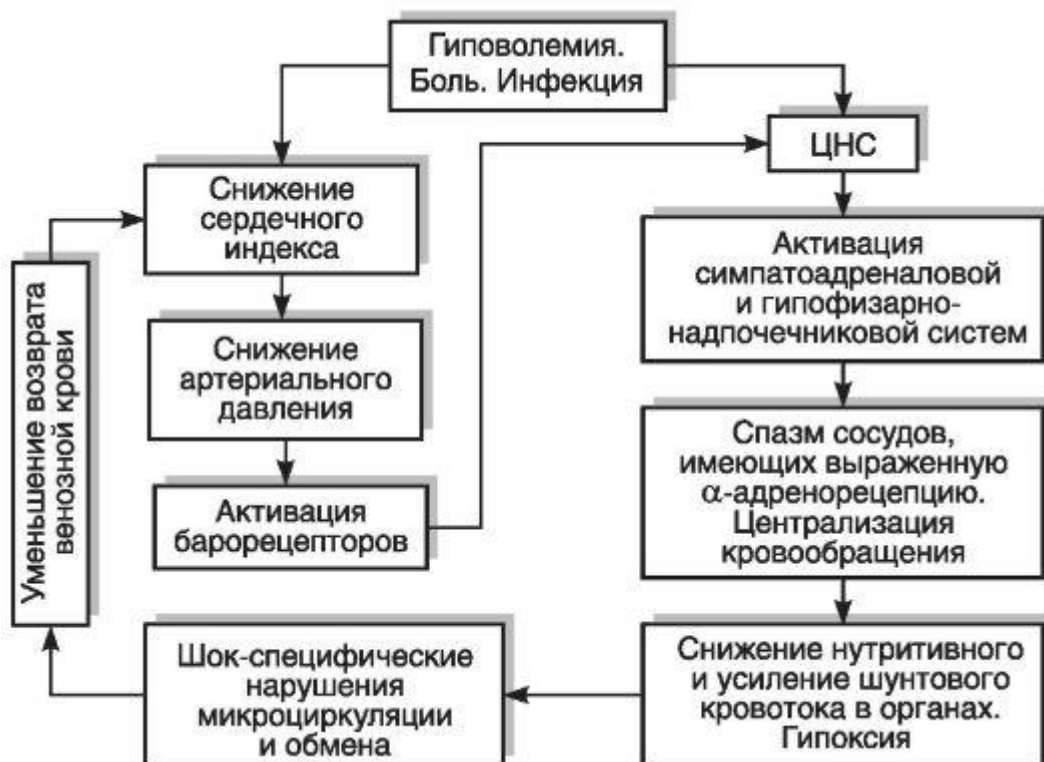 Гиповолемия.
Боль. Инфекция
ЦНС
Снижение
сердечного
индекса
Активация
симпатоадреналовой
и гипофизарно-
надпочечниковой систем
Снижение
артериального
давления
Уменьшение возврата
венозной крови
Спазм сосудов,
имеющих выраженную
α-адренорецепцию.
Централизация
кровообращения
Активация
барорецепторов
Шок-специфические
нарушения
микроциркуляции
и обмена
Снижение нутритивного
и усиление шунтового
кровотока в органах.
Гипоксия